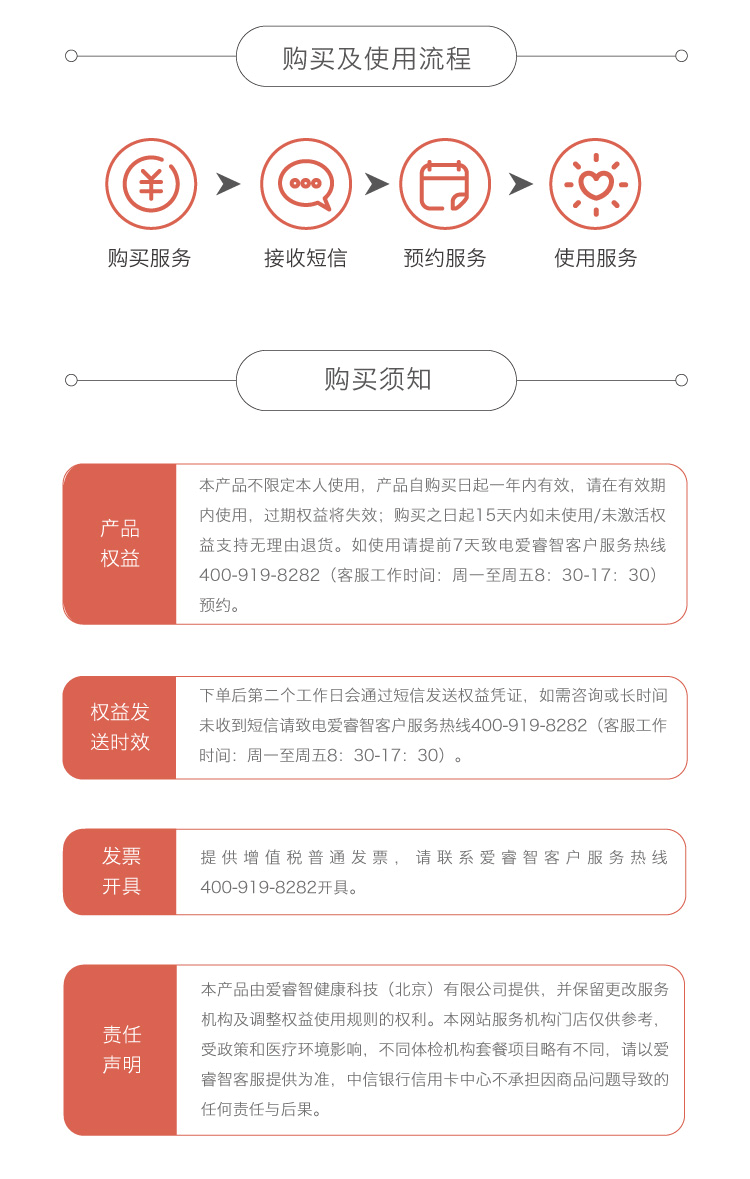 购买及使用流程
购买服务
接收短信
预约服务
使用服务
购买须知
产品
权益
本产品不限定本人使用，产品自购买日起一年内有效，请在有效期
内使用，过期权益将失效；购买之日起15天内如未使用/未激活权
益支持无理由退货。如使用请提前7天致电爱睿智客户服务热线
400-919-8282（客服工作时间：周一至周五8：30-17：30）
预约。
权益发
送时效
下单后第二个工作日会通过短信发送权益凭证，如需咨询或长时间
未收到短信请致电爱睿智客户服务热线400-919-8282（客服工作
时间：周一至周五8：30-17：30）。
发票
开具
提供增值税普通发票，请联系爱睿智客户服务热线
400-919-8282开具。
责任
声明
本产品由爱睿智健康科技（北京）有限公司提供，并保留更改服务
机构及调整权益使用规则的权利。本网站服务机构门店仅供参考，
受政策和医疗环境影响，不同体检机构套餐项目略有不同，请以爱
睿智客服提供为准，中信银行信用卡中心不承担因商品问题导致的
任何责任与后果。